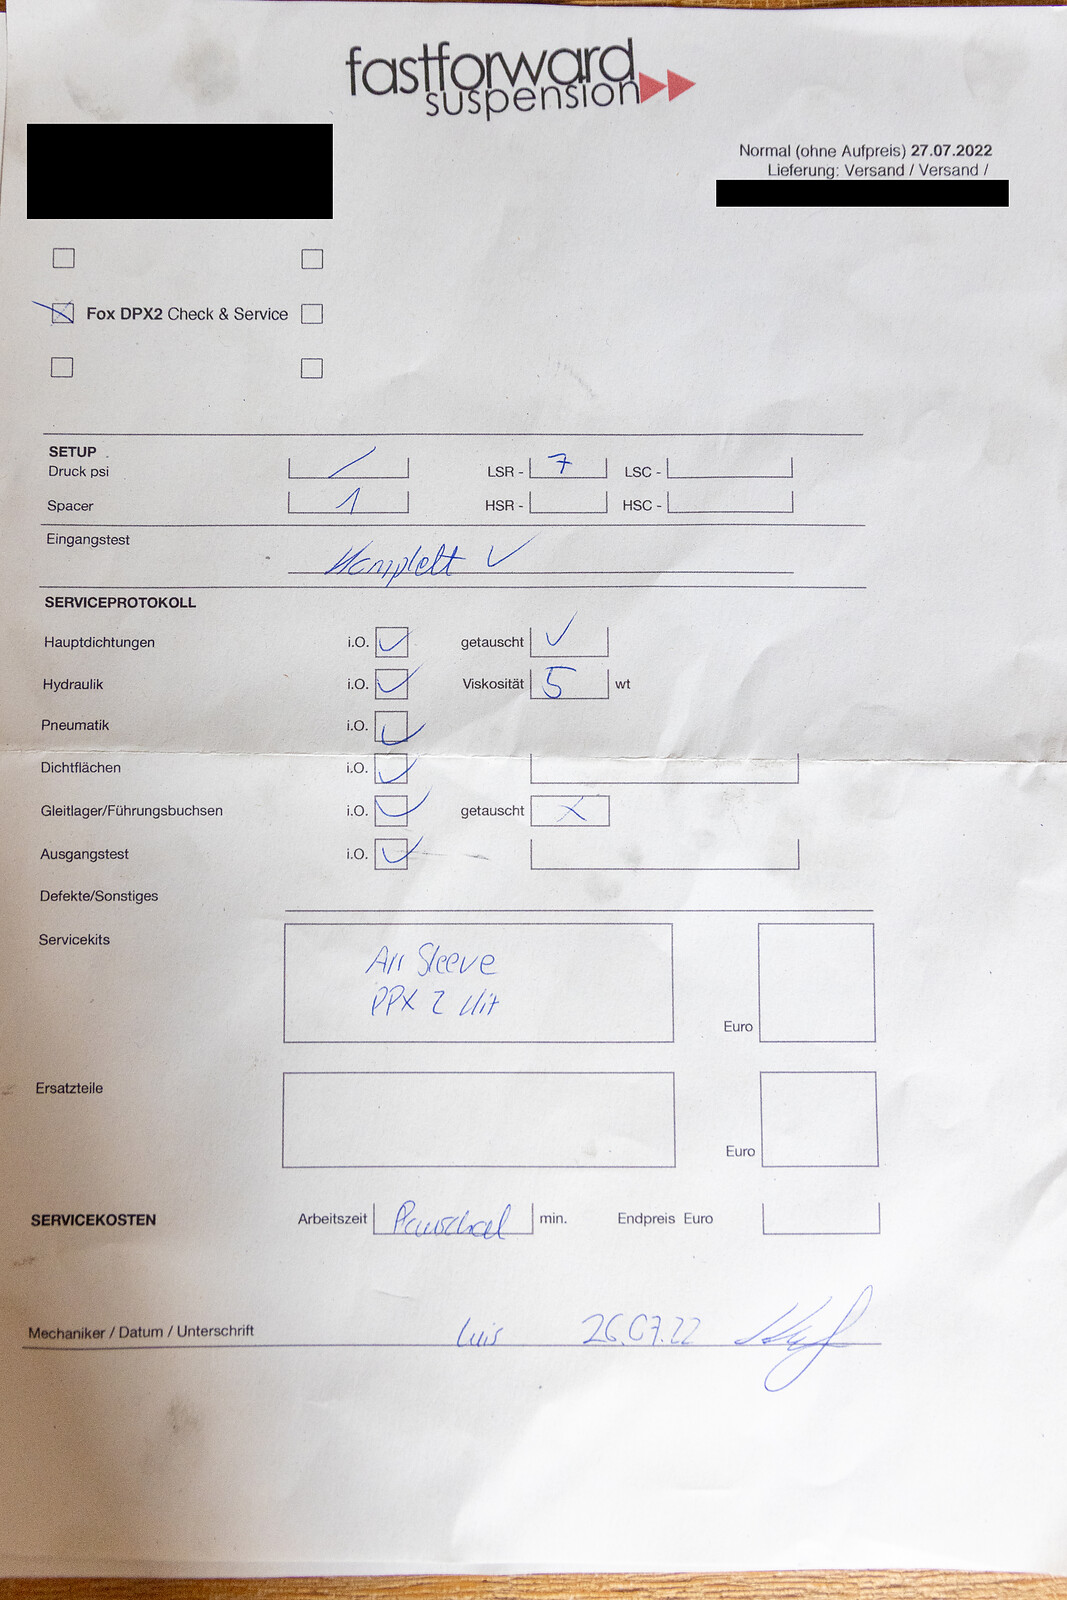 fastforward
suspension
Normal (ohne Aufpreis) 27.07.2022
Lieferung: Versand / Versand /
Fox DPX2 Check & Service
SETUP
Druck psi / LSR - 7 LSC -
Spacer 1 HSR - HSC -
Eingangstest Komplett ✓
SERVICEPROTOKOLL
Hauptdichtungen i.O. ✓ getauscht ✓
Hydraulik i.O. ✓ Viskosität 5 wt
Pneumatik i.O. ✓
Dichtflächen i.O. ✓
Gleitlager/Führungsbuchsen i.O. ✓ getauscht X
Ausgangstest i.O. ✓
Defekte/Sonstiges
Servicekits Air Sleeve
DPX 2 Kit
Euro
Ersatzteile
Euro
SERVICEKOSTEN Arbeitszeit Pauschal min. Endpreis Euro
Mechaniker / Datum / Unterschrift Luis 26.07.22